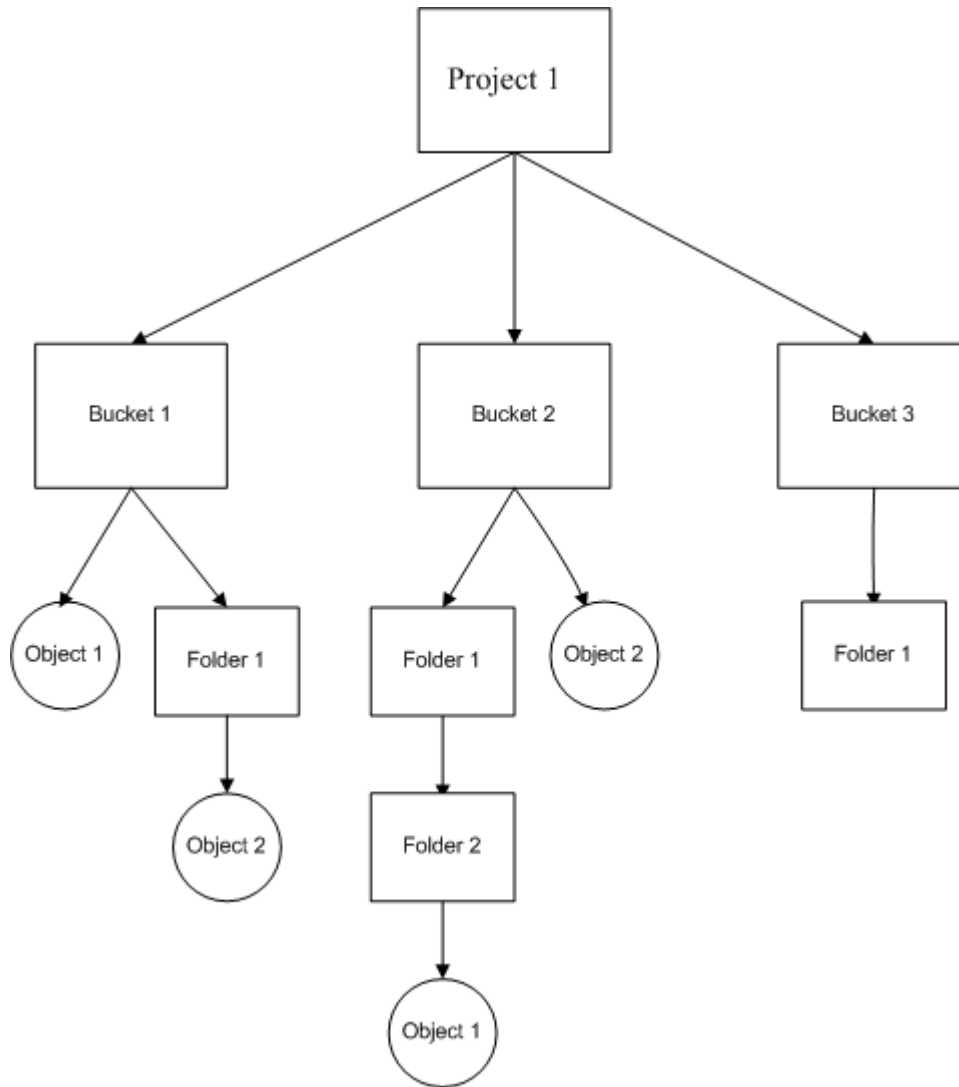 Project 1
Bucket 1
Bucket 2
Bucket 3
Object 1
Folder 1
Folder 1
Object 2
Folder 1
Object 2
Folder 2
Object 1